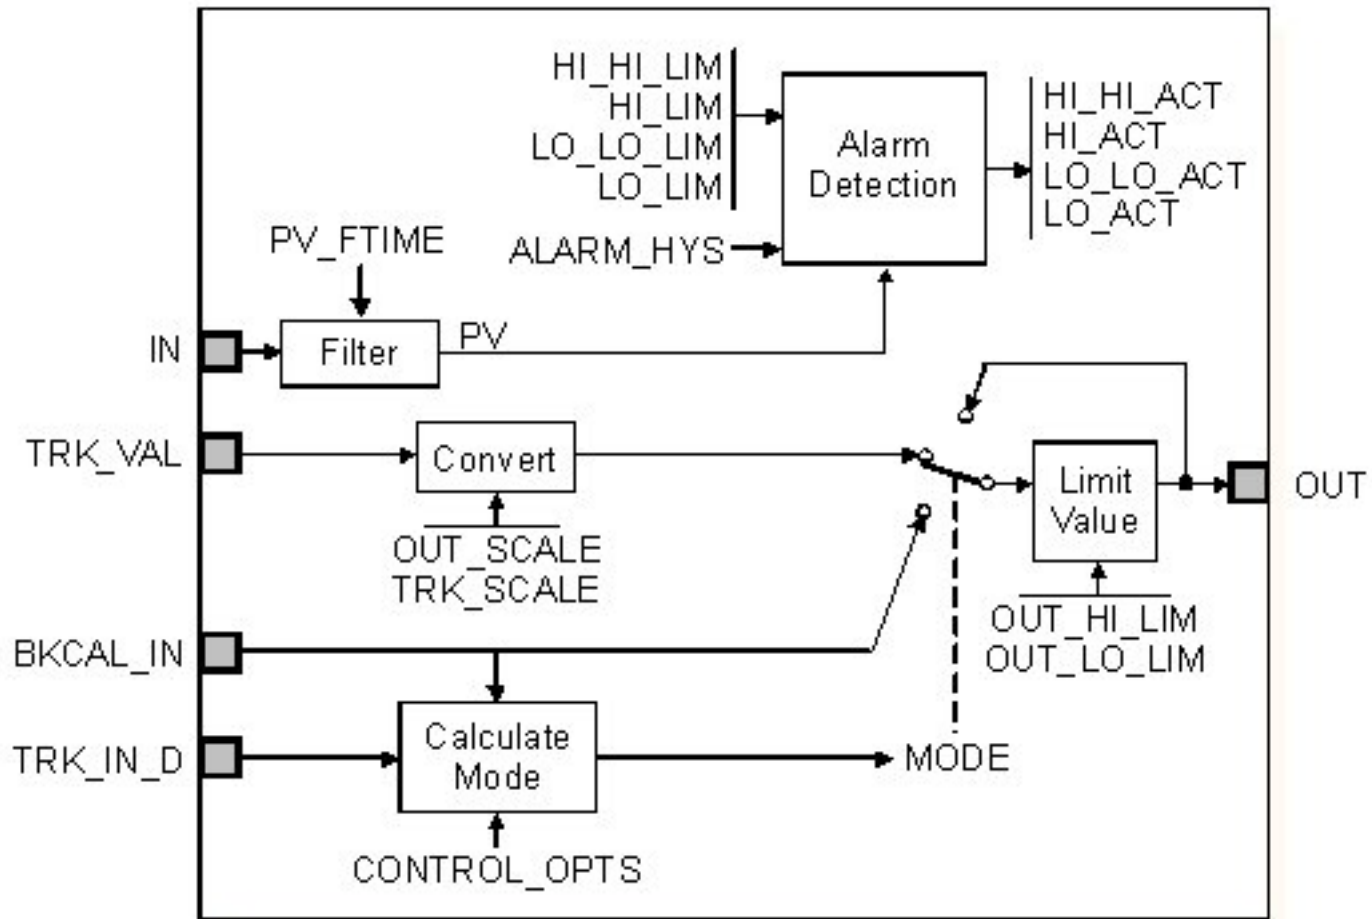 HI_HI_LIM
HI_LIM
LO_LO_LIM
LO_LIM
ALARM_HYS
Alarm
Detection
HI_HI_ACT
HI_ACT
LO_LO_ACT
LO_ACT
PV_FTIME
IN
Filter
PV
TRK_VAL
Convert
OUT_SCALE
TRK_SCALE
Limit
Value
OUT
OUT_HI_LIM
OUT_LO_LIM
BKCAL_IN
TRK_IN_D
Calculate
Mode
MODE
CONTROL_OPTS